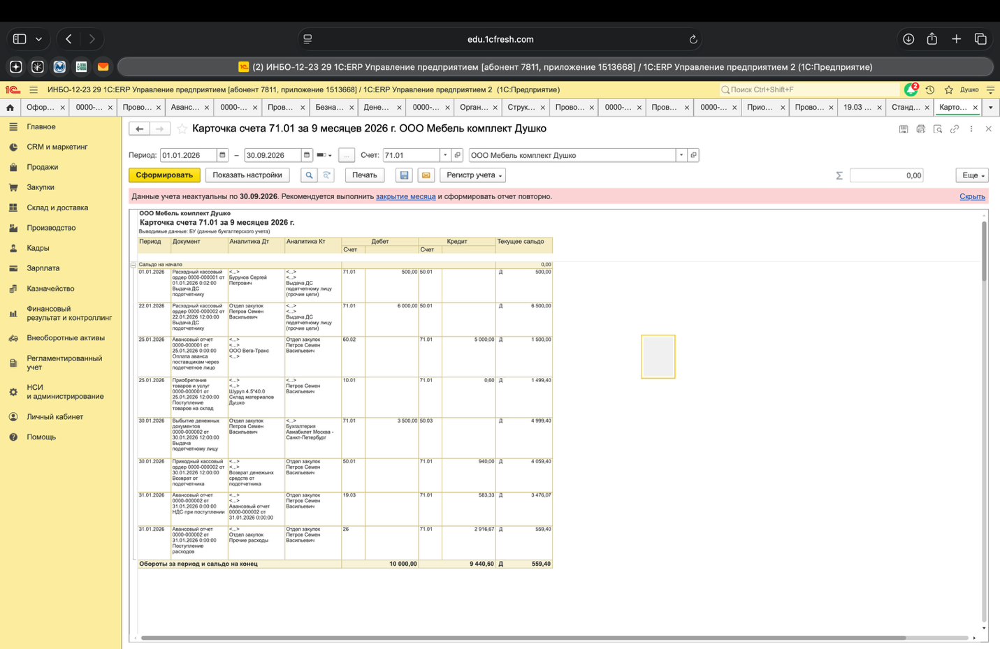 edu.1cfresh.com
(2) ИНБО-12-23 29 1С:ERP Управление предприятием [абонент 7811, приложение 1513668] / 1С:ERP Управление предприятием 2 (1С:Предприятие)
ИНБО-12-23 29 1С:ERP Управление предприятием [абонент 7811, приложение 1513668] / 1С:ERP Управление предприятием 2 (1С:Предприятие)
Поиск Ctrl+Shift+F
2
Душко
Офор... × 0000-... × Прово... × Аванс... × 0000-... × Пров... × Безна... × Дене... × 0000-... × Орган... × Струк... × Прово... × 0000-... × Пров... × 0000-... × Прио... × Прово... × 19.03 ... × Станд... × Карто... ×
Главное
CRM и маркетинг
Продажи
Закупки
Склад и доставка
Производство
Кадры
Зарплата
Казначейство
Финансовый
результат и контроллинг
Внеоборотные активы
Регламентированный
учет
НСИ
и администрирование
Личный кабинет
Помощь
Карточка счета 71.01 за 9 месяцев 2026 г. ООО Мебель комплект Душко
Период: 01.01.2026 – 30.09.2026 ... Счет: 71.01 ООО Мебель комплект Душко
Сформировать Показать настройки Печать Регистр учета Σ 0,00 Еще
Данные учета неактуальны по 30.09.2026. Рекомендуется выполнить закрытие месяца и сформировать отчет повторно. Скрыть
ООО Мебель комплект Душко
Карточка счета 71.01 за 9 месяцев 2026 г.
Выводимые данные: БУ (данные бухгалтерского учета)
Период Документ Аналитика Дт Аналитика Кт Дебет Кредит Текущее сальдо
Счет Счет
Сальдо на начало 0,00
01.01.2026 Расходный кассовый <...> <...> 71.01 500,00 50.01 Д 500,00
ордер 0000-000001 от Бурунов Сергей <...>
01.01.2026 0:02:00 Петрович Выдача ДС
Выдача ДС подотчетному лицу
подотчетнику (прочие цели)
22.01.2026 Расходный кассовый Отдел закупок <...> 71.01 6 000,00 50.01 Д 6 500,00
ордер 0000-000002 от Петров Семен <...>
22.01.2026 12:00:00 Васильевич Выдача ДС
Выдача ДС подотчетному лицу
подотчетнику (прочие цели)
25.01.2026 Авансовый отчет <...> Отдел закупок 60.02 71.01 5 000,00 Д 1 500,00
0000-000001 от <...> Петров Семен
25.01.2026 0:00:00 ООО Вега-Транс Васильевич
Оплата аванса <...>
поставщикам через
подотчетное лицо
25.01.2026 Приобретение <...> <...> 10.01 71.01 0,60 Д 1 499,40
товаров и услуг <...> Петров Семен
0000-000001 от Шуруп 4.5*40.0 Васильевич
25.01.2026 12:00:00 Склад материалов
Поступление Душко
товаров на склад
30.01.2026 Выбытие денежных Отдел закупок <...> 71.01 3 500,00 50.03 Д 4 999,40
документов Петров Семен Бухгалтерия
0000-000002 от Васильевич Авиабилет Москва -
30.01.2026 12:00:00 Санкт-Петербург
Выдача
подотчетному лицу
30.01.2026 Приходный кассовый <...> Отдел закупок 50.01 71.01 940,00 Д 4 059,40
ордер 0000-000002 от <...> Петров Семен
30.01.2026 12:00:00 Возврат денежынх Васильевич
Возврат от средств от
подотчетника подотчетника
31.01.2026 Авансовый отчет <...> Отдел закупок 19.03 71.01 583,33 Д 3 476,07
0000-000002 от <...> Петров Семен
31.01.2026 0:00:00 Авансовый отчет Васильевич
НДС при поступлении 0000-000002 от
31.01.2026 0:00:00
31.01.2026 Авансовый отчет <...> Отдел закупок 26 71.01 2 916,67 Д 559,40
0000-000002 от Отдел закупок Петров Семен
31.01.2026 0:00:00 Прочие расходы Васильевич
Поступление
расходов
Обороты за период и сальдо на конец 10 000,00 9 440,60 Д 559,40